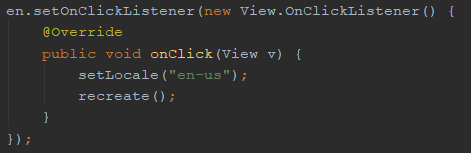 en.setOnClickListener(new View.OnClickListener() {
    @Override
    public void onClick(View v) {
        setLocale("en-us");
        recreate();
    }
});